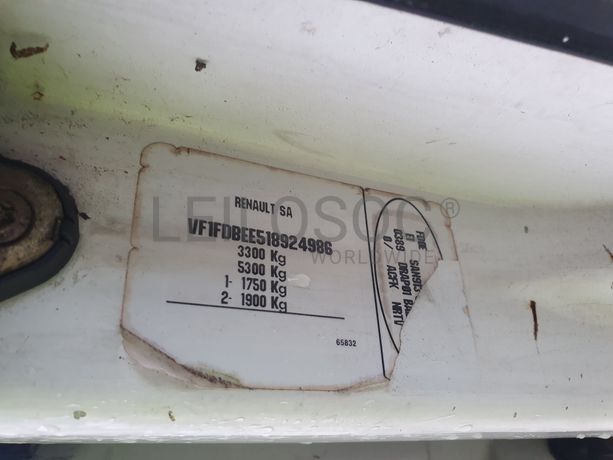 RENAULT SA
VF1FDBEE518924986
3300 Kg
5300 Kg
1- 1750 Kg
2- 1900 Kg
65832
LEILOSOC®
WORLDWIDE